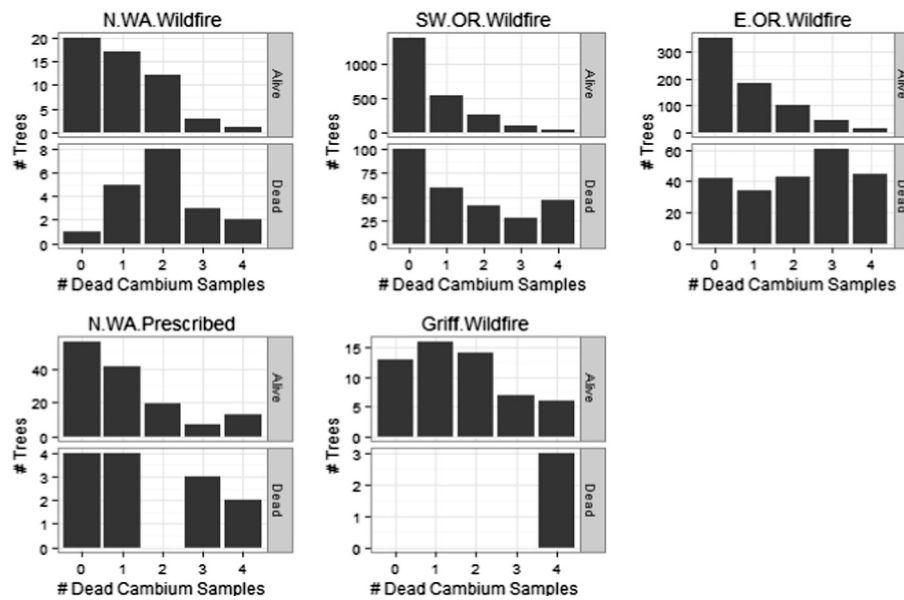 N.WA.Wildfire
20
15
10
5
0
Alive
8
6
4
2
0
Dead
# Trees
0 1 2 3 4
# Dead Cambium Samples
SW.OR.Wildfire
1000
500
0
Alive
100
75
50
25
0
Dead
# Trees
0 1 2 3 4
# Dead Cambium Samples
E.OR.Wildfire
300
200
100
0
Alive
60
40
20
0
Dead
# Trees
0 1 2 3 4
# Dead Cambium Samples
N.WA.Prescribed
40
20
0
Alive
4
3
2
1
0
Dead
# Trees
0 1 2 3 4
# Dead Cambium Samples
Griff.Wildfire
15
10
5
0
Alive
3
2
1
0
Dead
# Trees
0 1 2 3 4
# Dead Cambium Samples